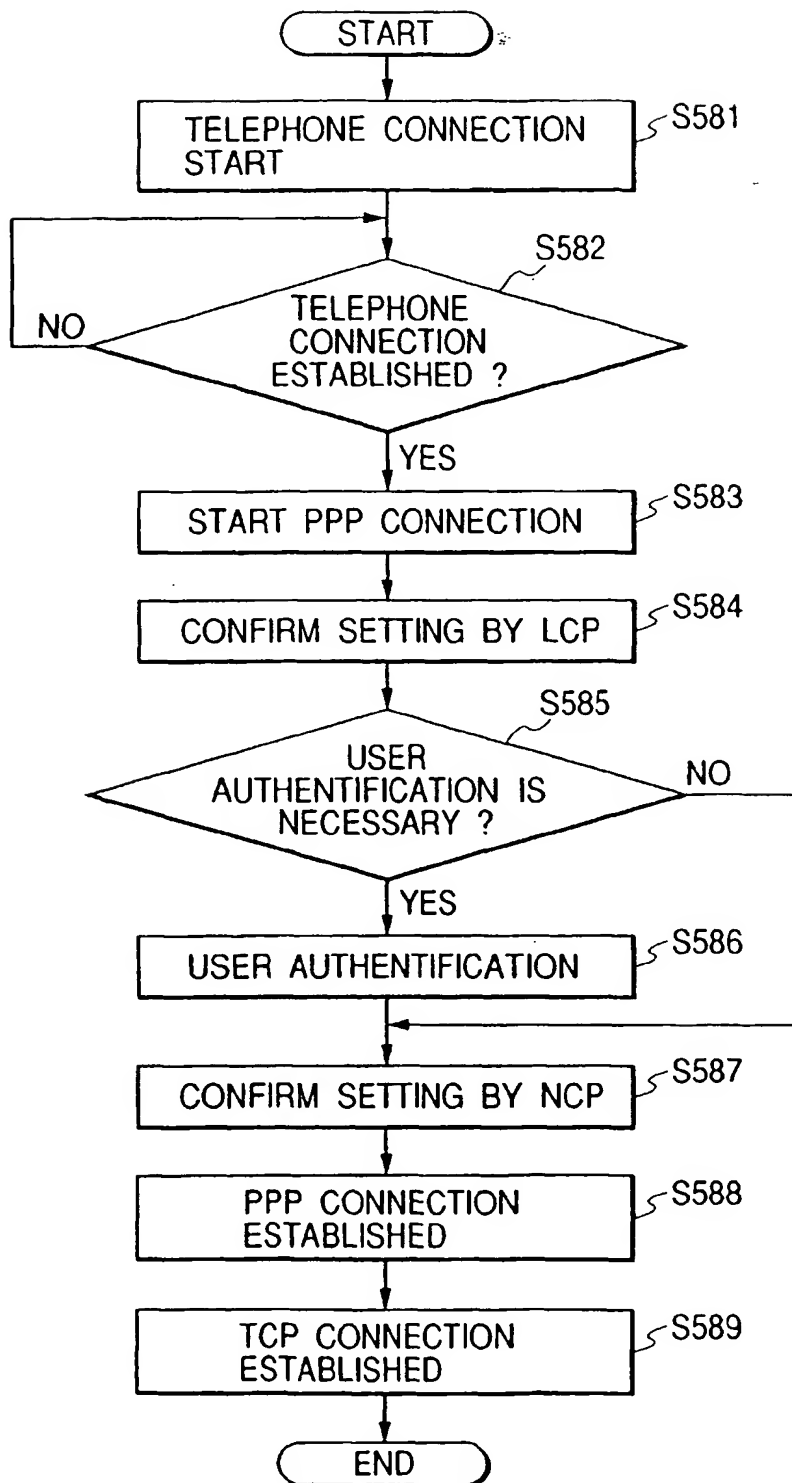 START
TELEPHONE CONNECTION
START
S581
S582
TELEPHONE
CONNECTION
ESTABLISHED ?
NO
YES
START PPP CONNECTION
S583
CONFIRM SETTING BY LCP
S584
S585
USER
AUTHENTIFICATION IS
NECESSARY ?
NO
YES
USER AUTHENTIFICATION
S586
CONFIRM SETTING BY NCP
S587
PPP CONNECTION
ESTABLISHED
S588
TCP CONNECTION
ESTABLISHED
S589
END